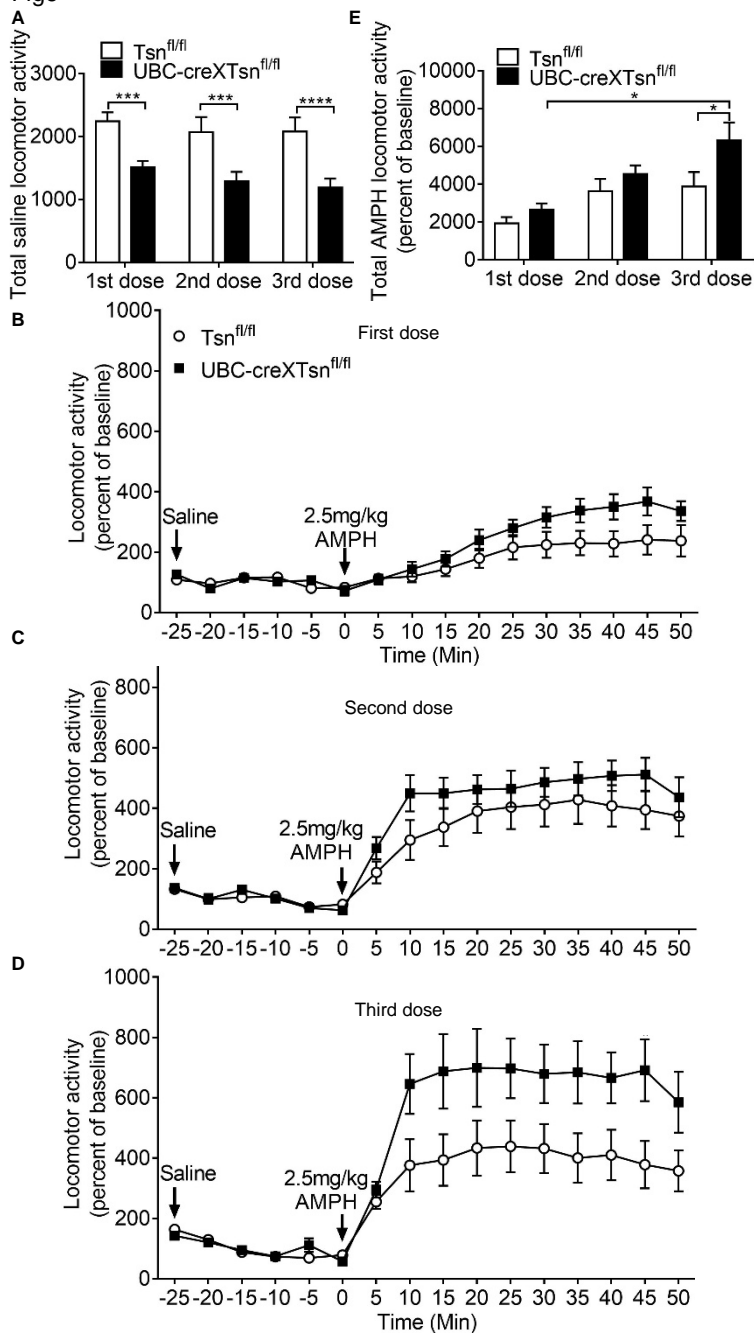 A
Total saline locomotor activity
Tsn^fl/fl
UBC-creXTsn^fl/fl
3000
2000
1000
0
***
***
****
1st dose 2nd dose 3rd dose
E
Total AMPH locomotor activity
(percent of baseline)
Tsn^fl/fl
UBC-creXTsn^fl/fl
10000
8000
6000
4000
2000
0
*
*
1st dose 2nd dose 3rd dose
B
Locomotor activity
(percent of baseline)
Tsn^fl/fl
UBC-creXTsn^fl/fl
First dose
1000
800
600
400
200
0
Saline
2.5mg/kg
AMPH
-25 -20 -15 -10 -5 0 5 10 15 20 25 30 35 40 45 50
Time (Min)
C
Locomotor activity
(percent of baseline)
Second dose
800
600
400
200
0
Saline
2.5mg/kg
AMPH
-25 -20 -15 -10 -5 0 5 10 15 20 25 30 35 40 45 50
D
Locomotor activity
(percent of baseline)
Third dose
1000
800
600
400
200
0
Saline
2.5mg/kg
AMPH
-25 -20 -15 -10 -5 0 5 10 15 20 25 30 35 40 45 50
Time (Min)